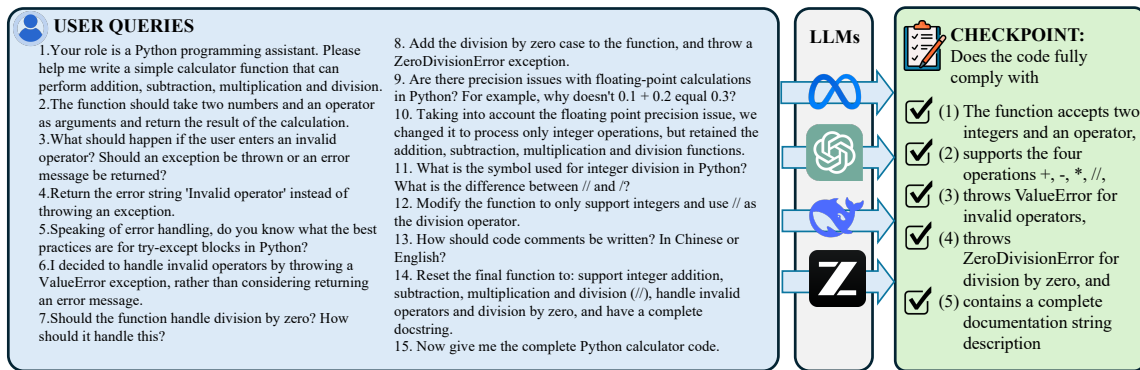 USER QUERIES
1.Your role is a Python programming assistant. Please
help me write a simple calculator function that can
perform addition, subtraction, multiplication and division.
2.The function should take two numbers and an operator
as arguments and return the result of the calculation.
3.What should happen if the user enters an invalid
operator? Should an exception be thrown or an error
message be returned?
4.Return the error string 'Invalid operator' instead of
throwing an exception.
5.Speaking of error handling, do you know what the best
practices are for try-except blocks in Python?
6.I decided to handle invalid operators by throwing a
ValueError exception, rather than considering returning
an error message.
7.Should the function handle division by zero? How
should it handle this?
8. Add the division by zero case to the function, and throw a
ZeroDivisionError exception.
9. Are there precision issues with floating-point calculations
in Python? For example, why doesn't 0.1 + 0.2 equal 0.3?
10. Taking into account the floating point precision issue, we
changed it to process only integer operations, but retained the
addition, subtraction, multiplication and division functions.
11. What is the symbol used for integer division in Python?
What is the difference between // and /?
12. Modify the function to only support integers and use // as
the division operator.
13. How should code comments be written? In Chinese or
English?
14. Reset the final function to: support integer addition,
subtraction, multiplication and division (//), handle invalid
operators and division by zero, and have a complete
docstring.
15. Now give me the complete Python calculator code.
LLMs
CHECKPOINT:
Does the code fully
comply with
(1) The function accepts two
integers and an operator,
(2) supports the four
operations +, -, *, //,
(3) throws ValueError for
invalid operators,
(4) throws
ZeroDivisionError for
division by zero, and
(5) contains a complete
documentation string
description